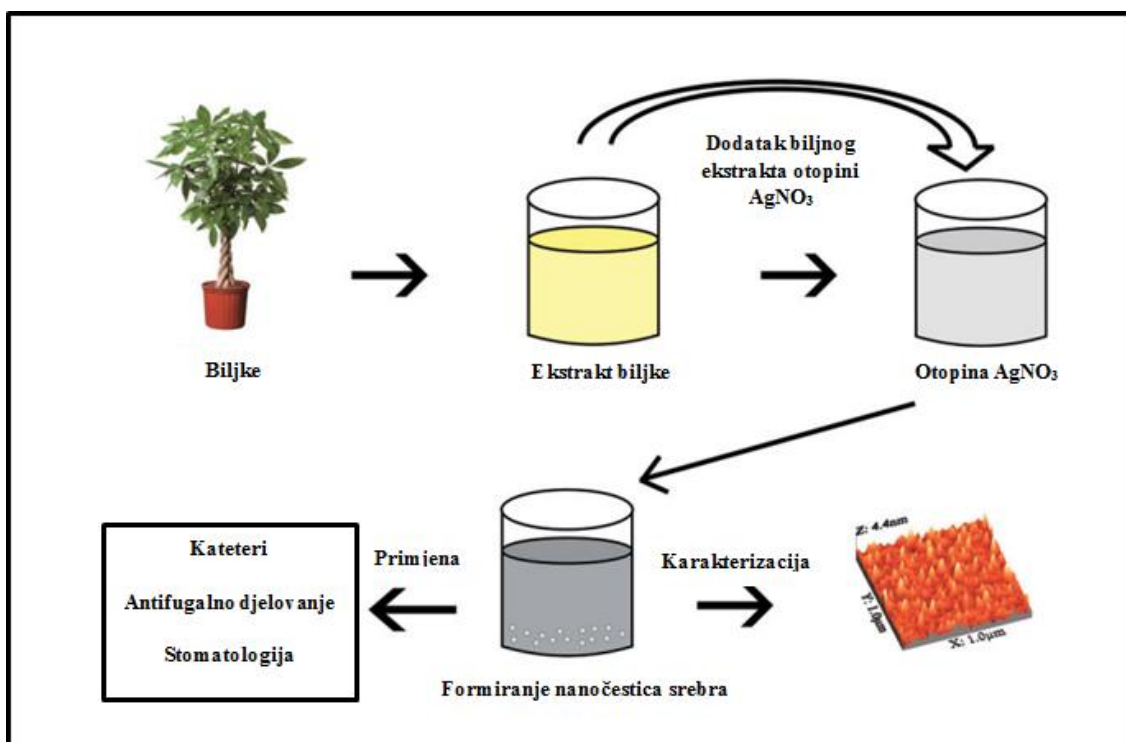 Dodatak biljnog
ekstrakta otopini
AgNO₃
Biljke
Ekstrakt biljke
Otopina AgNO₃
Kateteri
Antifugalno djelovanje
Stomatologija
Primjena
Karakterizacija
Z: 4.4nm
Y: 1.0µm
X: 1.0µm
Formiranje nanočestica srebra